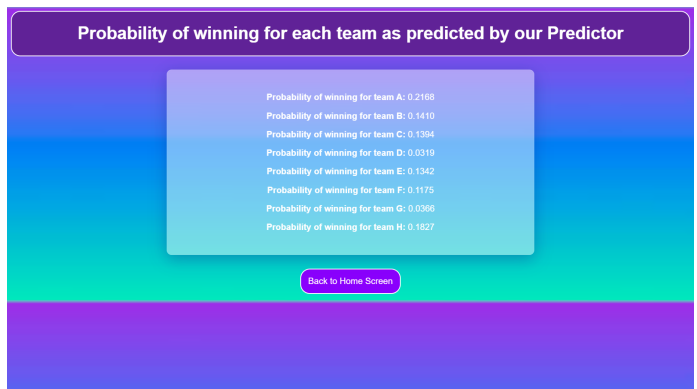 Probability of winning for each team as predicted by our Predictor
Probability of winning for team A: 0.2168
Probability of winning for team B: 0.1410
Probability of winning for team C: 0.1394
Probability of winning for team D: 0.0319
Probability of winning for team E: 0.1342
Probability of winning for team F: 0.1175
Probability of winning for team G: 0.0366
Probability of winning for team H: 0.1827
Back to Home Screen